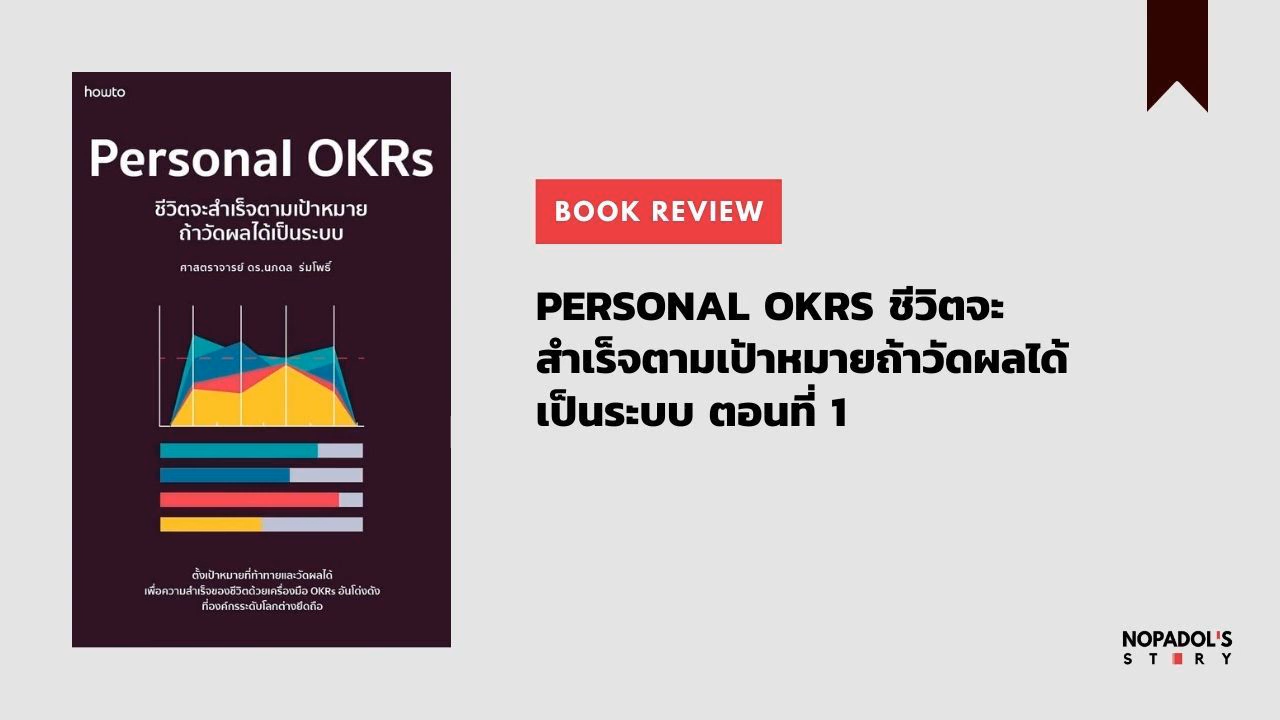 howto
Personal OKRs
ชีวิตจะสำเร็จตามเป้าหมาย
ถ้าวัดผลได้เป็นระบบ
ศาสตราจารย์ ดร.นภดล ร่มโพธิ์
ตั้งเป้าหมายที่ท้าทายและวัดผลได้
เพื่อความสำเร็จของชีวิตด้วยเครื่องมือ OKRs อันโด่งดัง
ที่องค์กรระดับโลกต่างยึดถือ
BOOK REVIEW
PERSONAL OKRS ชีวิตจะ
สำเร็จตามเป้าหมายถ้าวัดผลได้
เป็นระบบ ตอนที่ 1
NOPADOL'S
STORY